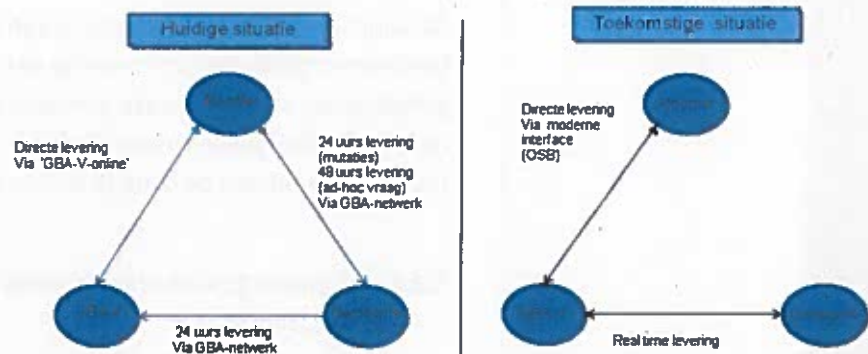 Huidige situatie
Directe levering
Via 'GBA-V-online'
24 uurs levering
(mutaties)
48 uurs levering
(ad-hoc vraag)
Via GBA-netwerk
24 uurs levering
Via GBA-netwerk
Toekomstige situatie
Directe levering
Via moderne
interface
(OSB)
Real time levering